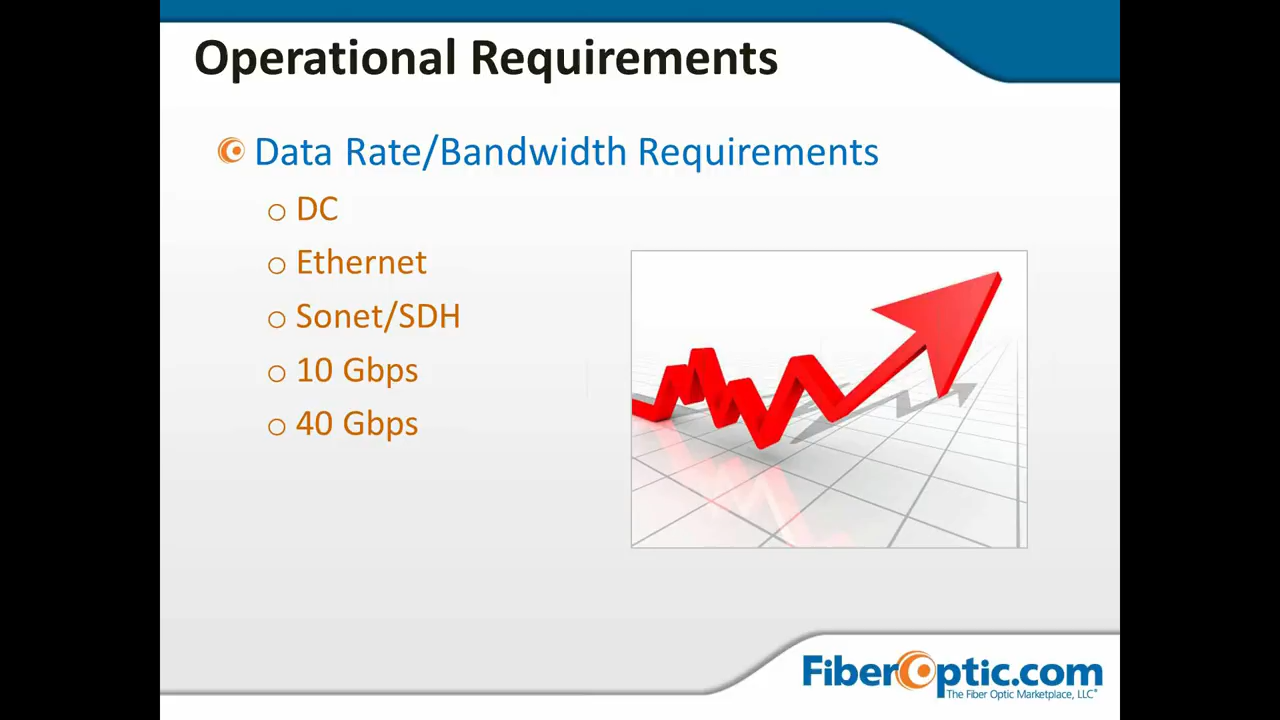 Operational Requirements
Data Rate/Bandwidth Requirements
DC
Ethernet
Sonet/SDH
10 Gbps
40 Gbps
FiberOptic.com
The Fiber Optic Marketplace, LLC